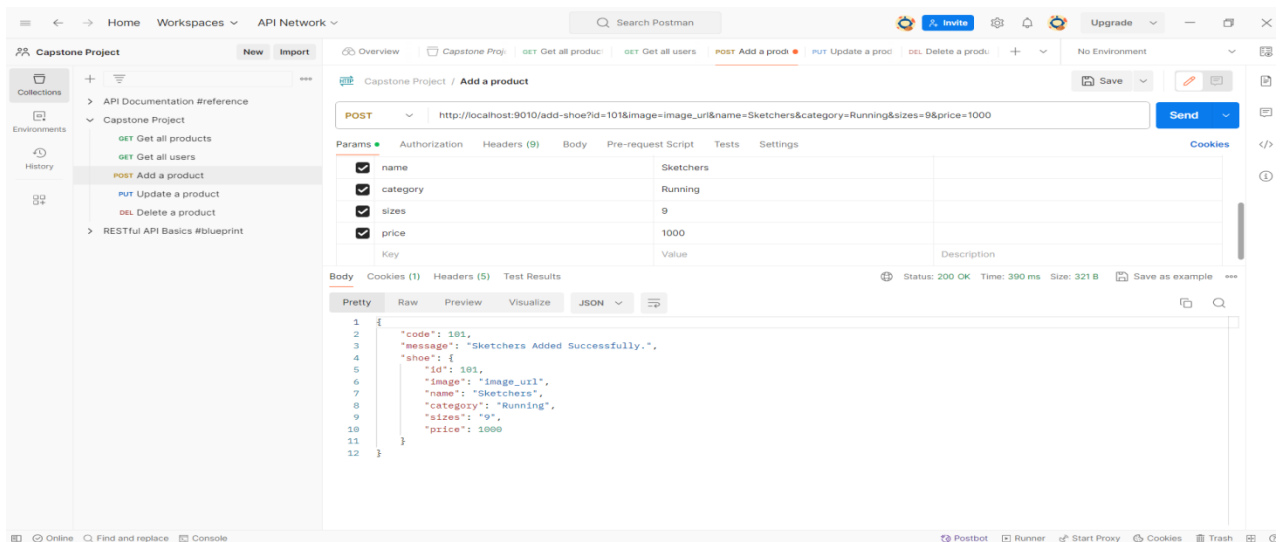 Home Workspaces API Network Search Postman Invite Upgrade
Capstone Project New Import Overview Capstone Proj GET Get all produc GET Get all users POST Add a prod PUT Update a prod DEL Delete a produ No Environment
Collections
Environments
History
API Documentation #reference
Capstone Project
GET Get all products
GET Get all users
POST Add a product
PUT Update a product
DEL Delete a product
RESTful API Basics #blueprint
HTTP Capstone Project / Add a product Save
POST http://localhost:9010/add-shoe?id=101&image=image_url&name=Sketchers&category=Running&sizes=9&price=1000 Send
Params Authorization Headers (9) Body Pre-request Script Tests Settings Cookies
name Sketchers
category Running
sizes 9
price 1000
Key Value Description
Body Cookies (1) Headers (5) Test Results Status: 200 OK Time: 390 ms Size: 321 B Save as example
Pretty Raw Preview Visualize JSON
1 {
2 "code": 101,
3 "message": "Sketchers Added Successfully.",
4 "shoe": {
5 "id": 101,
6 "image": "image_url",
7 "name": "Sketchers",
8 "category": "Running",
9 "sizes": "9",
10 "price": 1000
11 }
12 }
Online Find and replace Console Postbot Runner Start Proxy Cookies Trash